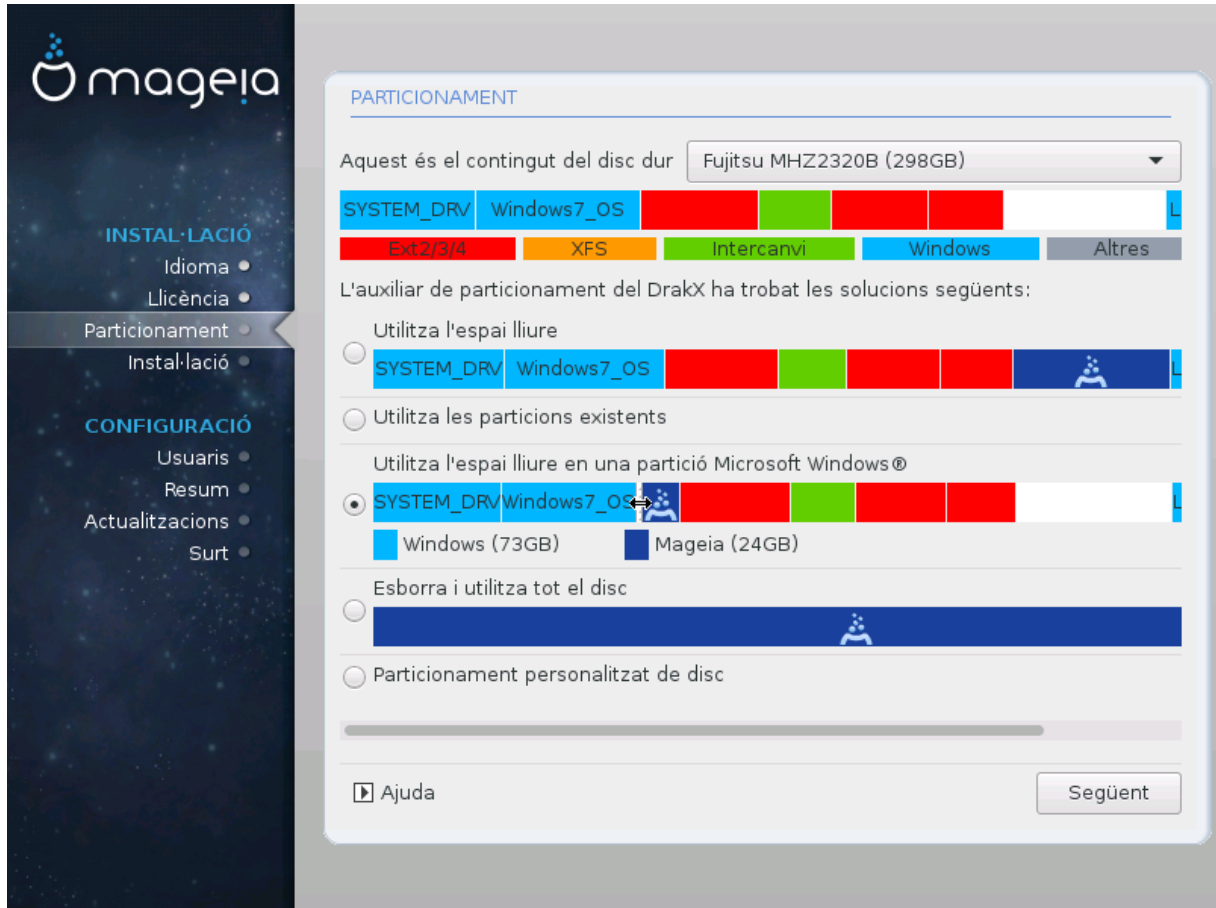 mageia
INSTAL·LACIÓ
Idioma
Llicència
Particionament
Instal·lació
CONFIGURACIÓ
Usuaris
Resum
Actualitzacions
Surt
PARTICIONAMENT
Aquest és el contingut del disc dur Fujitsu MHZ2320B (298GB)
SYSTEM_DRV Windows7_OS L
Ext2/3/4 XFS Intercanvi Windows Altres
L'auxiliar de particionament del DrakX ha trobat les solucions següents:
Utilitza l'espai lliure
SYSTEM_DRV Windows7_OS L
Utilitza les particions existents
Utilitza l'espai lliure en una partició Microsoft Windows®
SYSTEM_DRV Windows7_OS L
Windows (73GB) Mageia (24GB)
Esborra i utilitza tot el disc
Particionament personalitzat de disc
Ajuda Següent